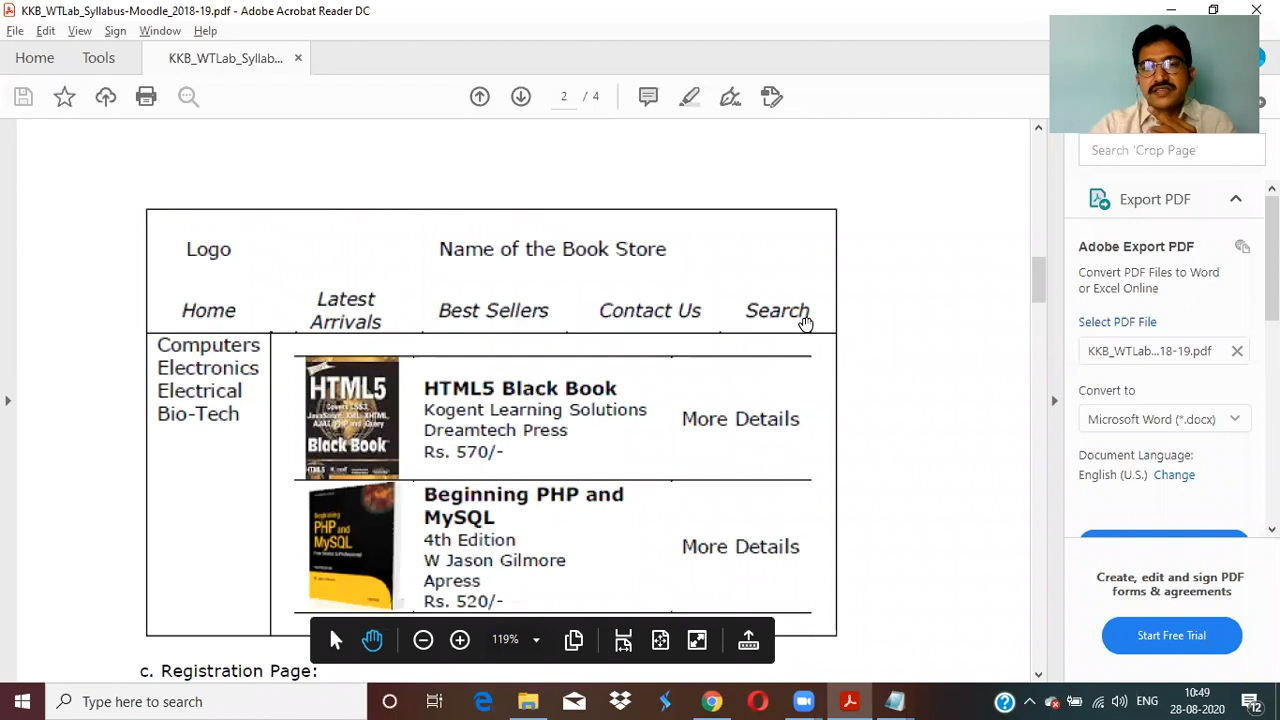 KKB_WTLab_Syllabus-Moodle_2018-19.pdf - Adobe Acrobat Reader DC
File Edit View Sign Window Help
Home Tools KKB_WTLab_Syllab...
2 / 4
Search 'Crop Page'
Export PDF
Adobe Export PDF
Convert PDF Files to Word
or Excel Online
Select PDF File
KKB_WTLab...18-19.pdf
Convert to
Microsoft Word (*.docx)
Document Language:
English (U.S.) Change
Create, edit and sign PDF
forms & agreements
Start Free Trial
Logo Name of the Book Store
Home Latest Arrivals Best Sellers Contact Us Search
Computers
Electronics
Electrical
Bio-Tech
HTML5
Black Book
HTML5 Black Book
Kogent Learning Solutions
Dreamtech Press
Rs. 570/-
More Details
Beginning
PHP and
MySQL
Beginning PHP and
MySQL
4th Edition
W Jason Gilmore
Apress
Rs. 520/-
More Details
119%
c. Registration Page:
Type here to search
ENG
10:49
28-08-2020
12